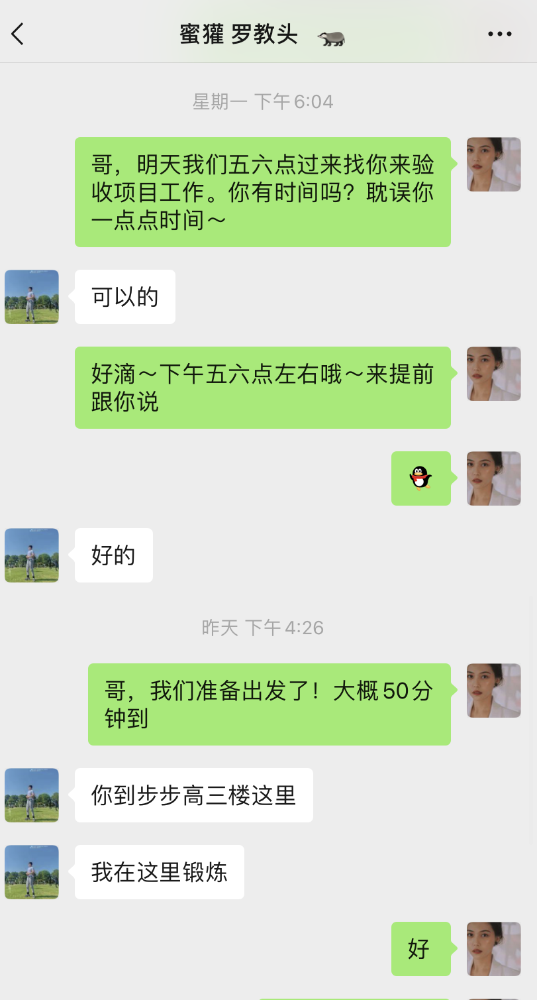 蜜獾 罗教头
星期一 下午6:04
哥，明天我们五六点过来找你来验
收项目工作。你有时间吗？耽误你
一点点时间～
可以的
好滴～下午五六点左右哦～来提前
跟你说
好的
昨天 下午4:26
哥，我们准备出发了！大概50分
钟到
你到步步高三楼这里
我在这里锻炼
好